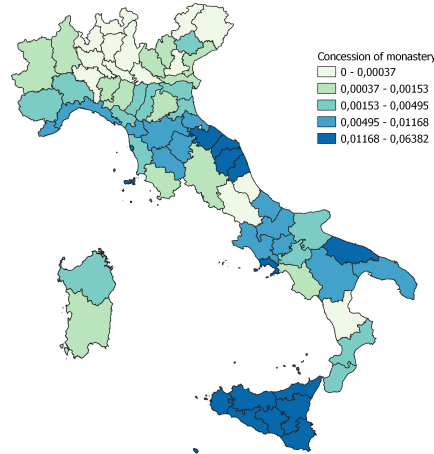 Concession of monastery
0 - 0,00037
0,00037 - 0,00153
0,00153 - 0,00495
0,00495 - 0,01168
0,01168 - 0,06382